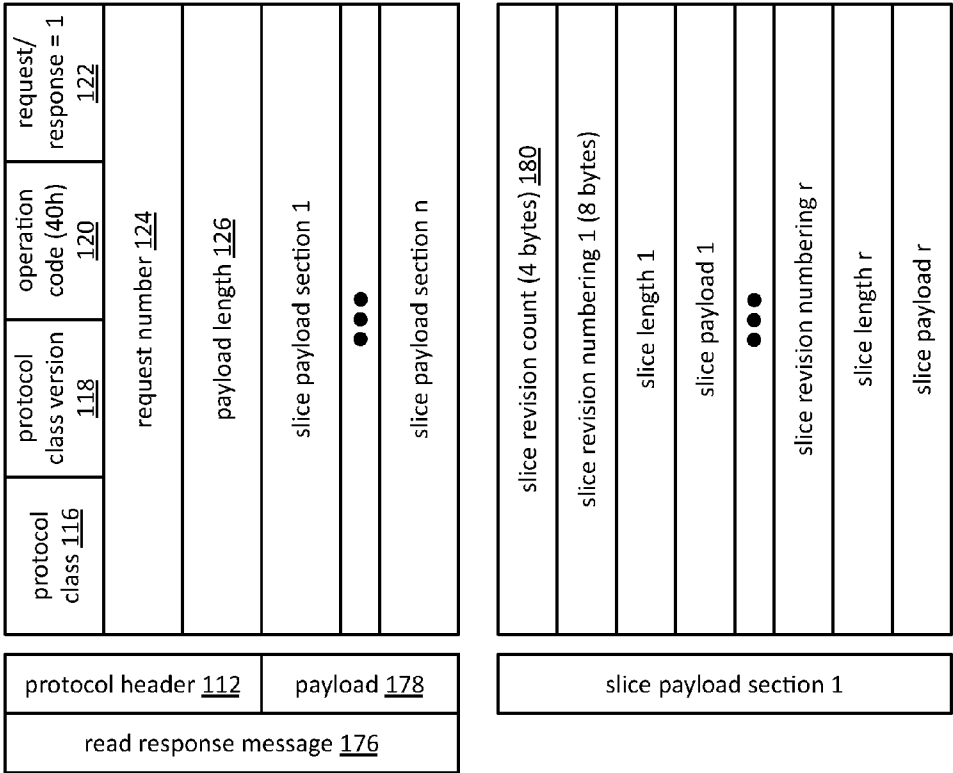 protocol
class 116
protocol
class version
118
operation
code (40h)
120
request/
response = 1
122
request number 124
payload length 126
slice payload section 1
slice payload section n
protocol header 112
payload 178
read response message 176
slice revision count (4 bytes) 180
slice revision numbering 1 (8 bytes)
slice length 1
slice payload 1
slice revision numbering r
slice length r
slice payload r
slice payload section 1